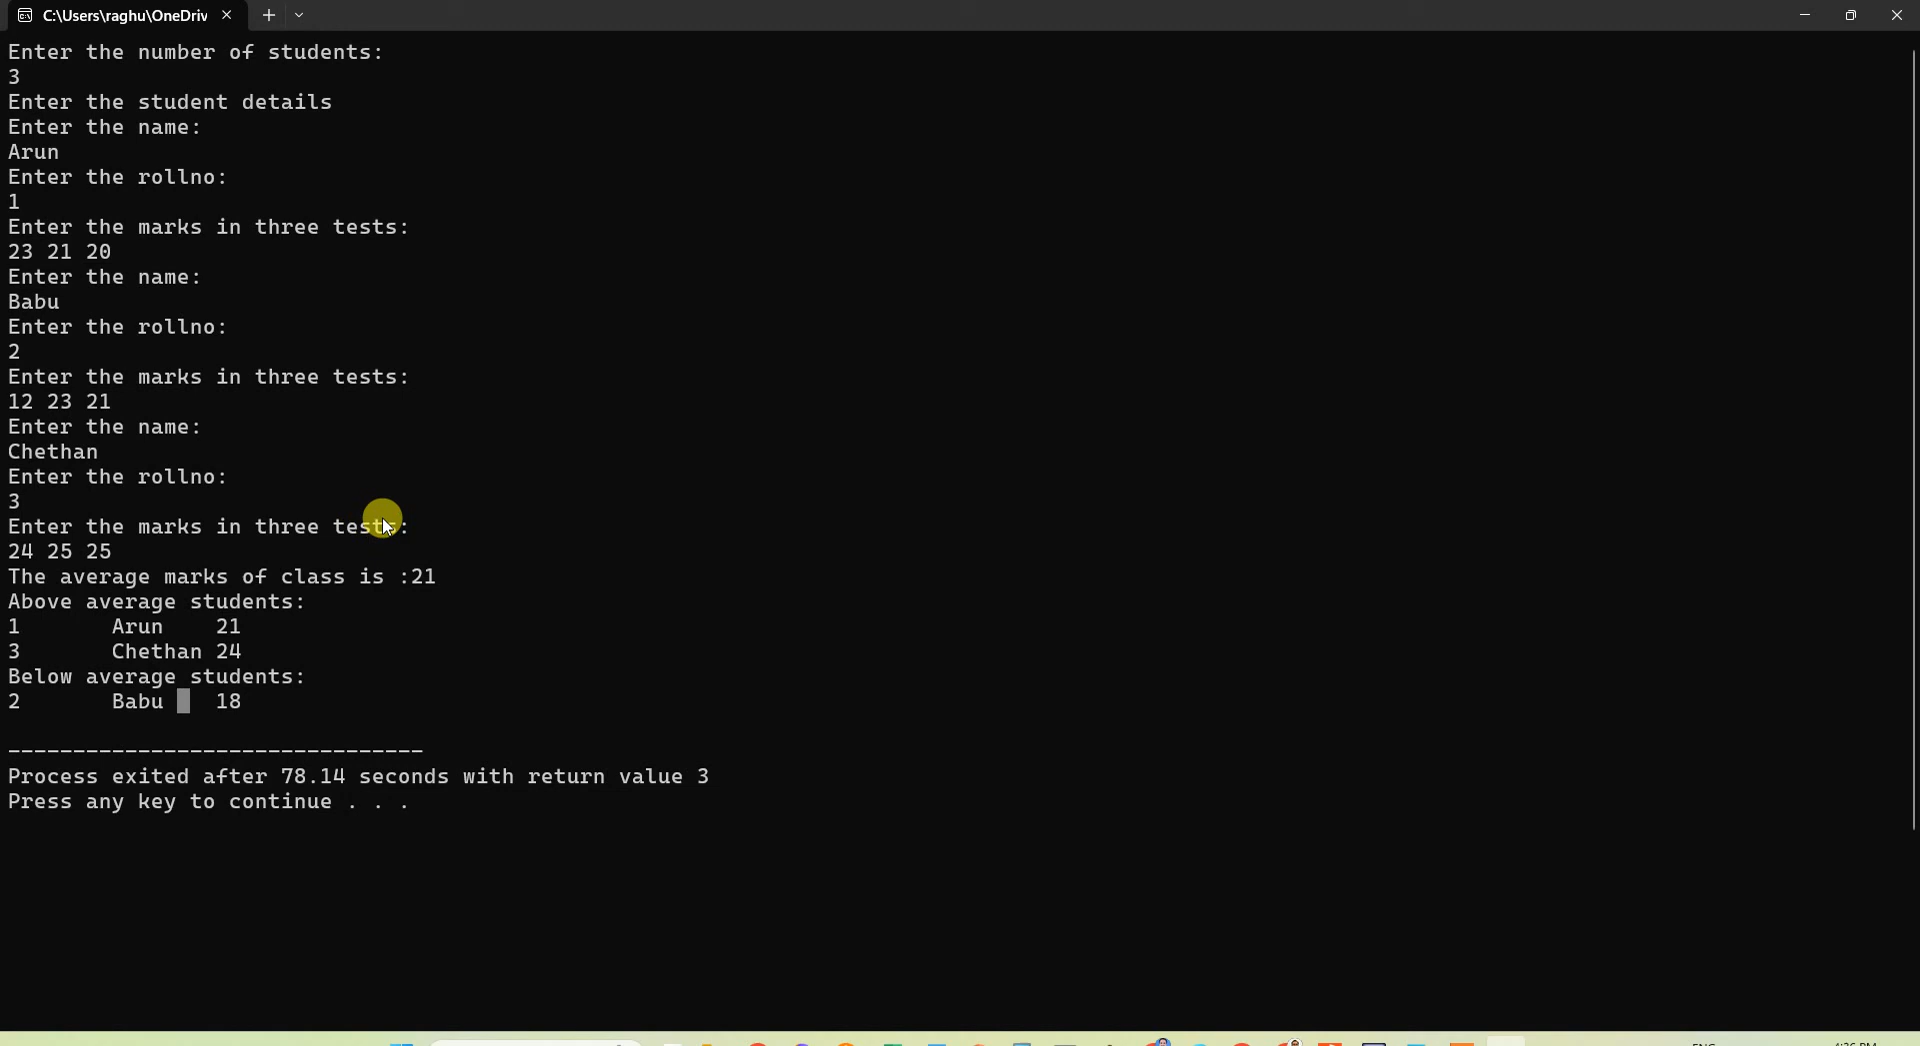 C:\Users\raghu\OneDriv
Enter the number of students:
3
Enter the student details
Enter the name:
Arun
Enter the rollno:
1
Enter the marks in three tests:
23 21 20
Enter the name:
Babu
Enter the rollno:
2
Enter the marks in three tests:
12 23 21
Enter the name:
Chethan
Enter the rollno:
3
Enter the marks in three tests:
24 25 25
The average marks of class is :21
Above average students:
1 Arun 21
3 Chethan 24
Below average students:
2 Babu 18
--------------------------------
Process exited after 78.14 seconds with return value 3
Press any key to continue . . .